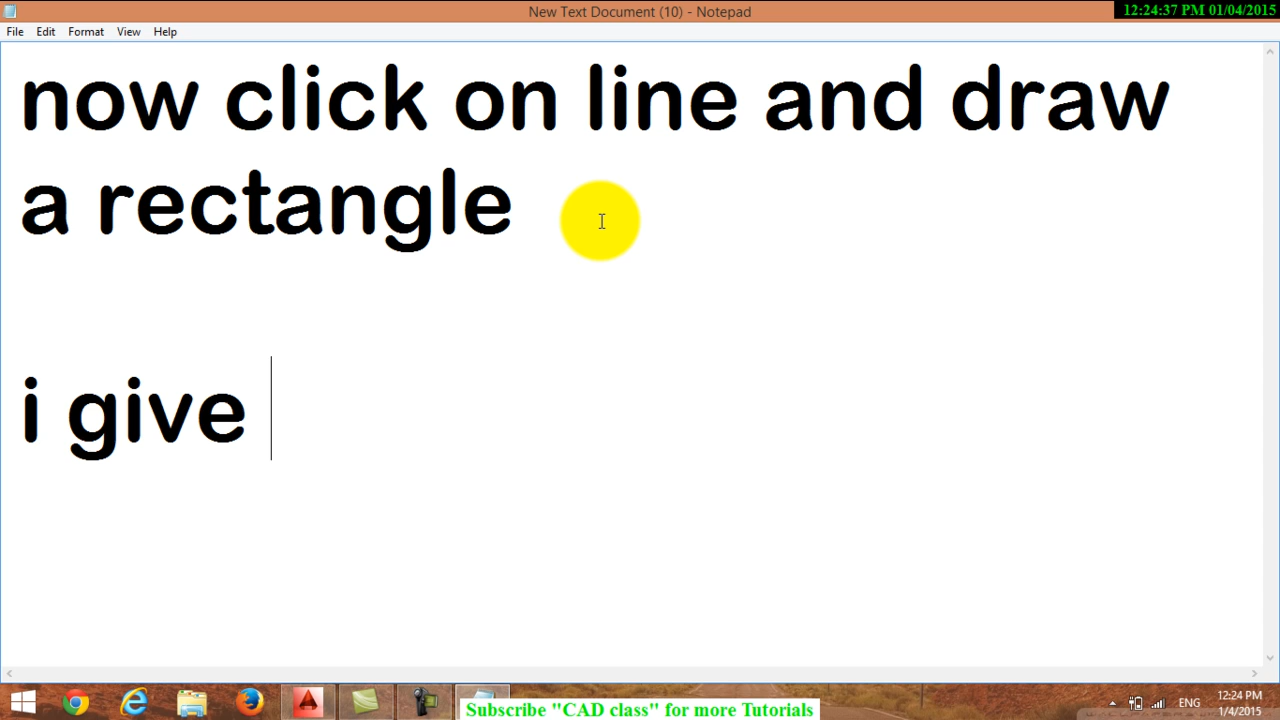 New Text Document (10) - Notepad
12:24:37 PM 01/04/2015
File Edit Format View Help
now click on line and draw
a rectangle
i give
ENG
12:24 PM
1/4/2015
Subscribe "CAD class" for more Tutorials